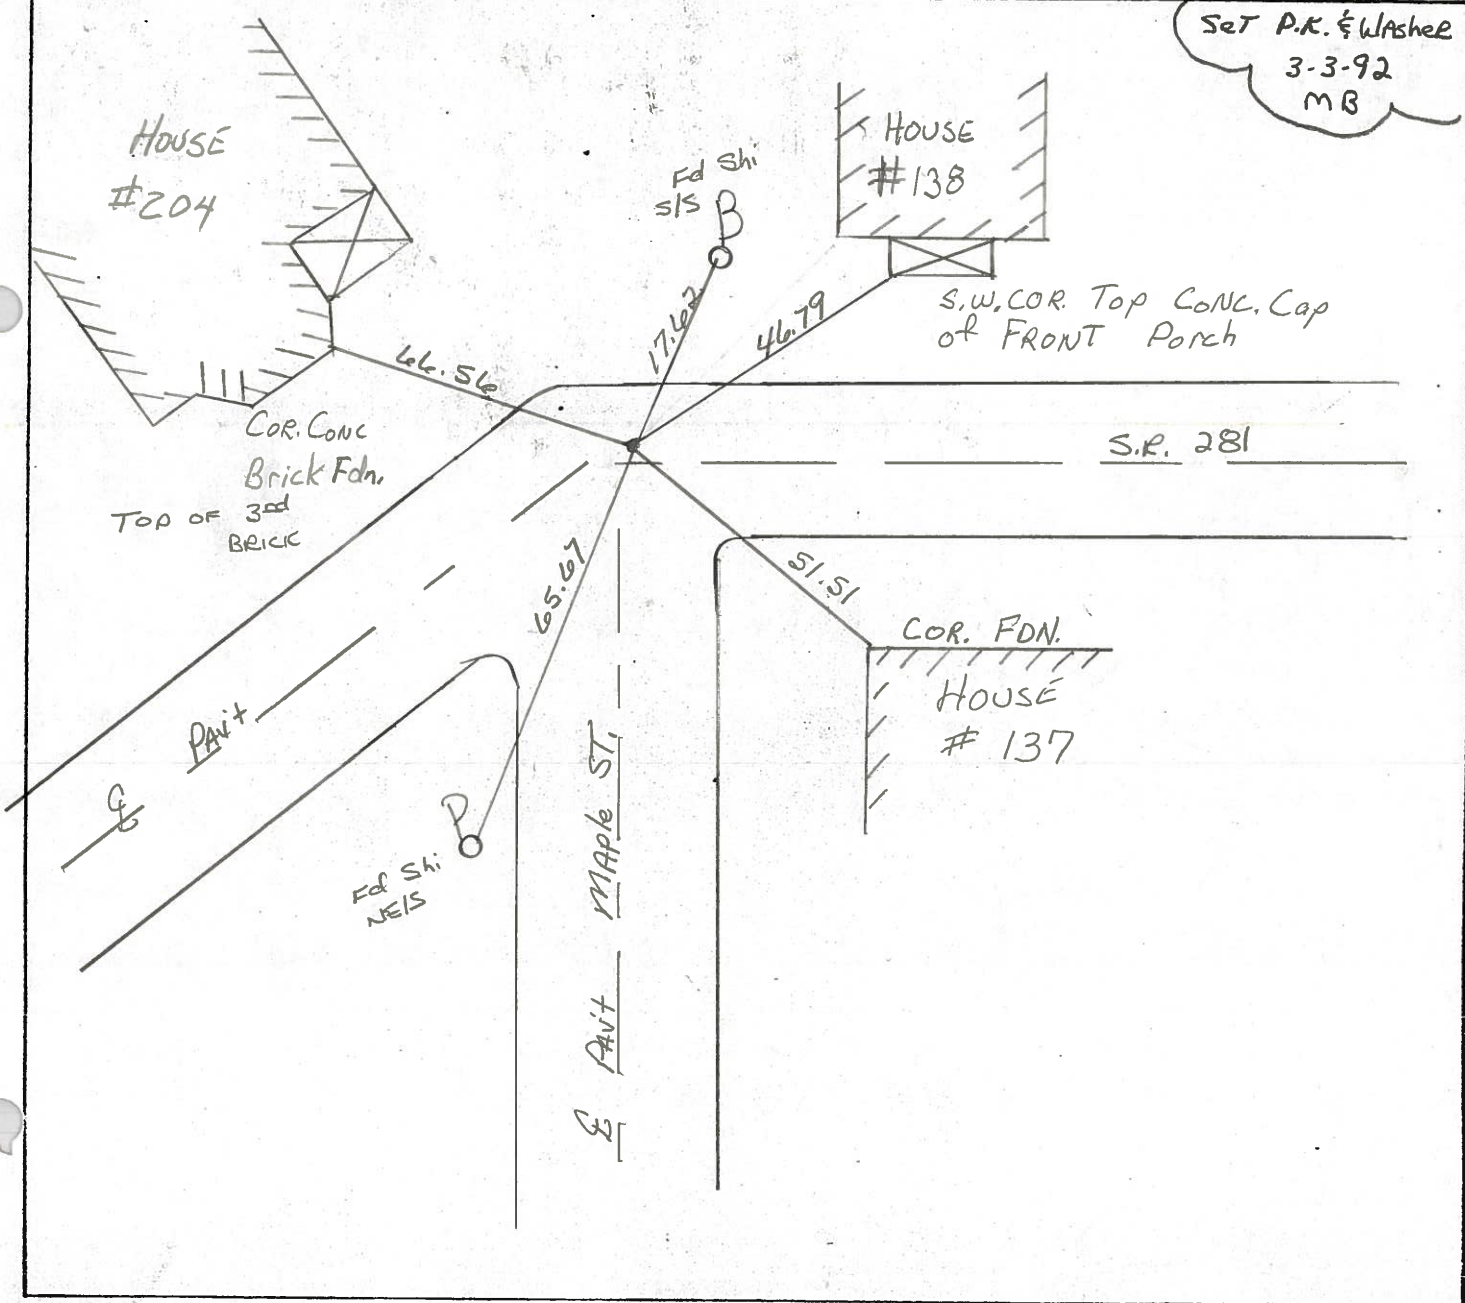 SET P.K. & WASHER
3-3-92
MB
HOUSE
#204
Fd Shi
S/S
HOUSE
#138
17.62
46.79
S.W. COR. TOP CONC. Cap
of FRONT Porch
66.56
COR. CONC
Brick Fdn.
TOP OF 3rd
BRICK
S.R. 281
65.67
51.51
COR. FDN.
HOUSE
# 137
℄ PAV't
Fd Shi
NE/S
℄ PAV't MAPLE ST.